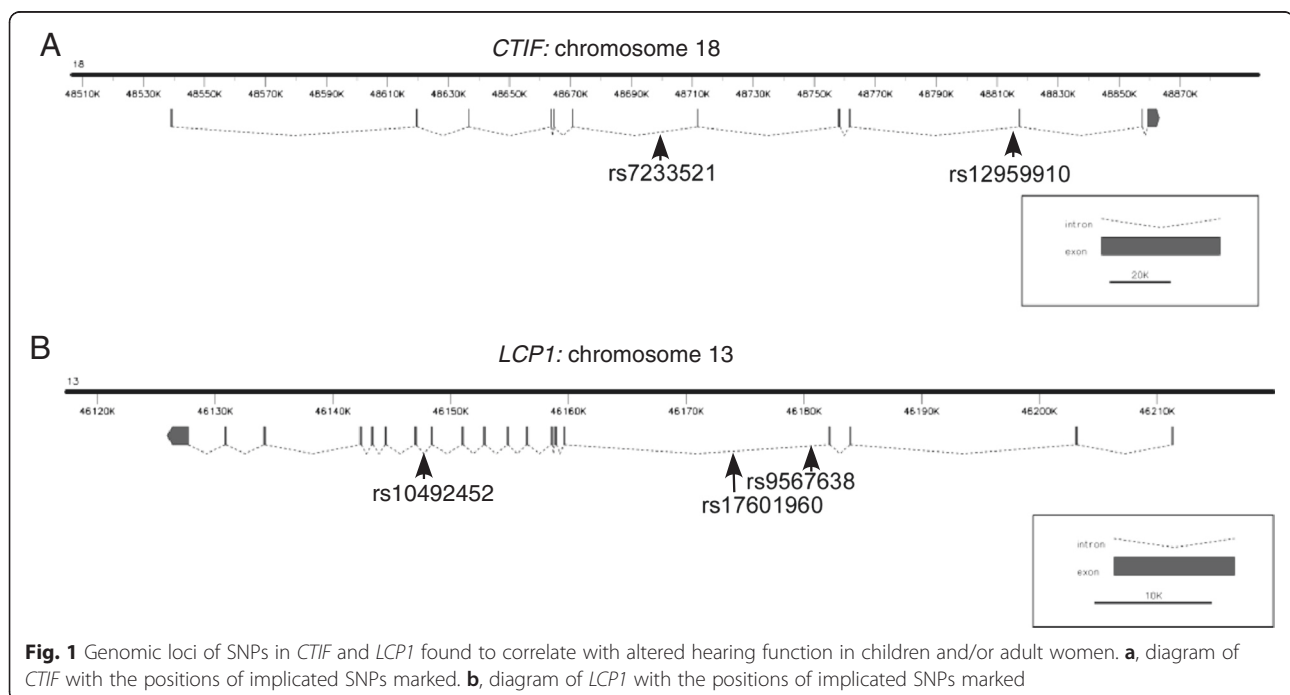 A
CTIF: chromosome 18
18
48510K 48530K 48550K 48570K 48590K 48610K 48630K 48650K 48670K 48690K 48710K 48730K 48750K 48770K 48790K 48810K 48830K 48850K 48870K
rs7233521 rs12959910
intron
exon
20K
B
LCP1: chromosome 13
13
46120K 46130K 46140K 46150K 46160K 46170K 46180K 46190K 46200K 46210K
rs10492452 rs9567638
rs17601960
intron
exon
10K
Fig. 1 Genomic loci of SNPs in CTIF and LCP1 found to correlate with altered hearing function in children and/or adult women. a, diagram of
CTIF with the positions of implicated SNPs marked. b, diagram of LCP1 with the positions of implicated SNPs marked